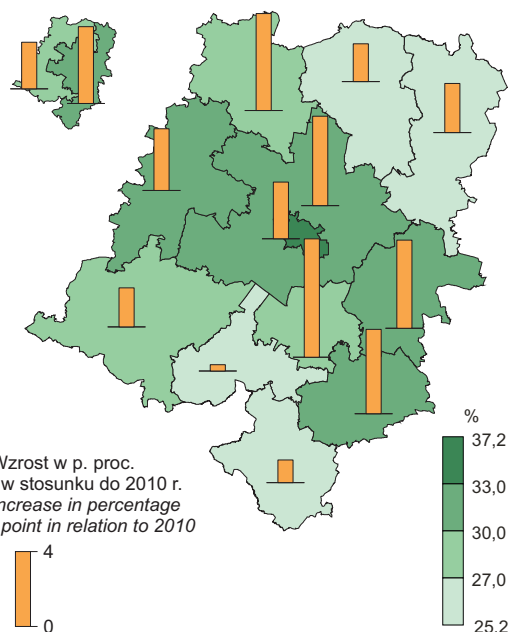 Wzrost w p. proc.
w stosunku do 2010 r.
increase in percentage
point in relation to 2010
4
0
%
37,2
33,0
30,0
27,0
25,2